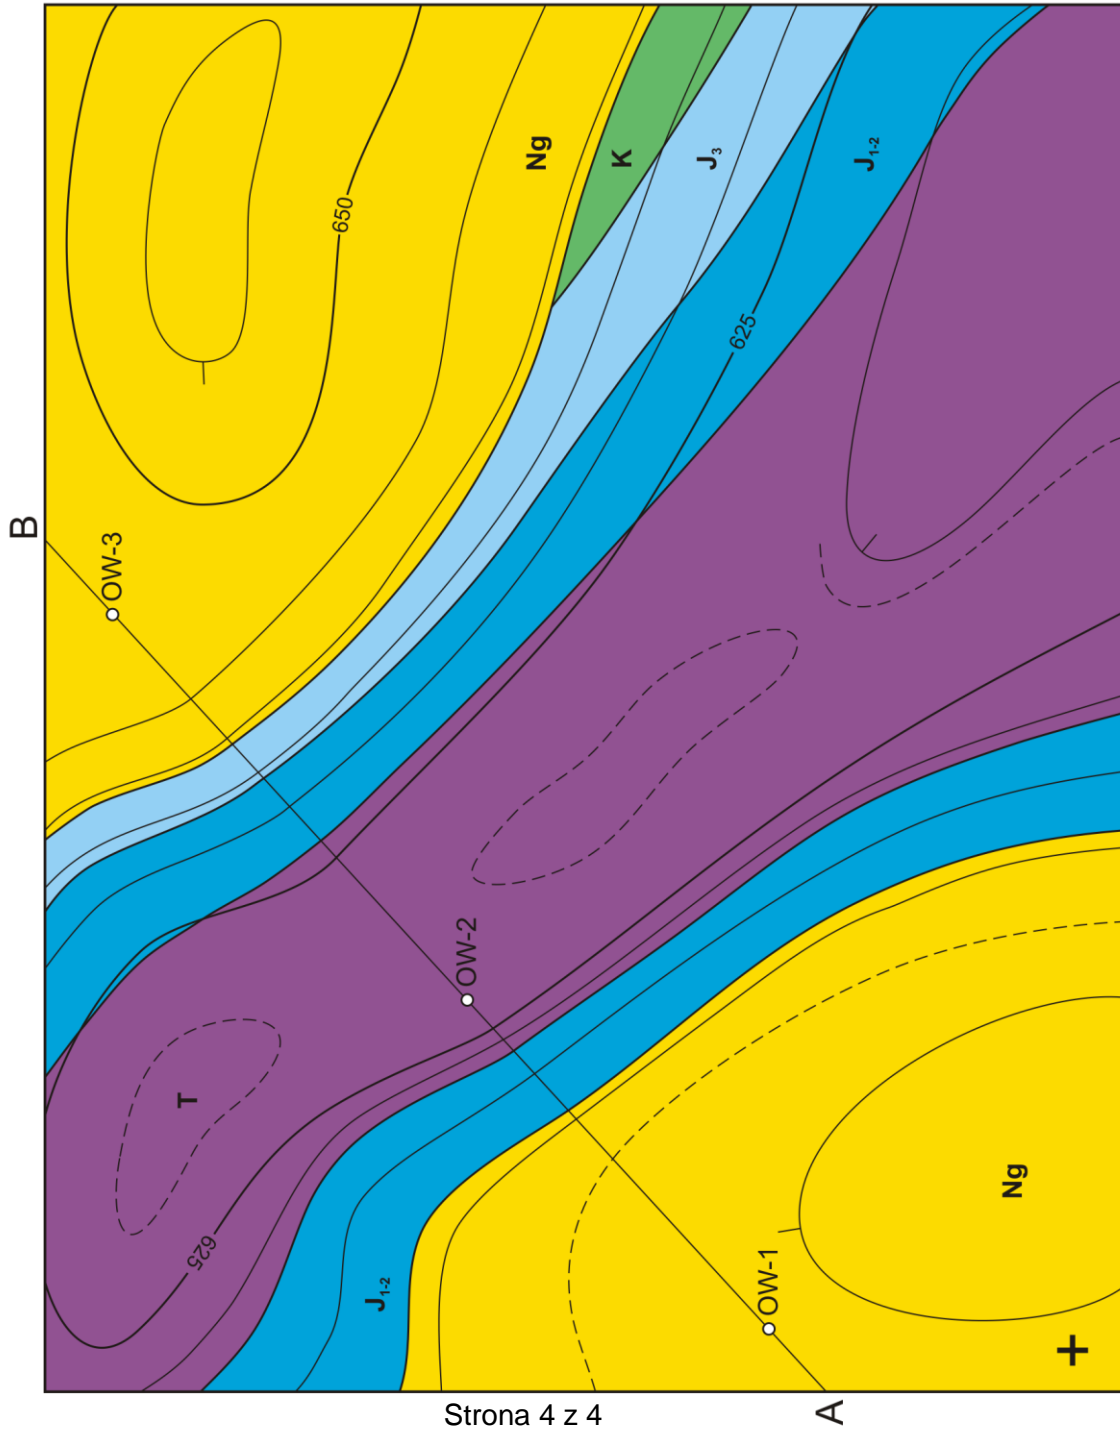 B
OW-3
650
Ng
K
J₃
J₁₋₂
625
OW-2
T
625
J₁₋₂
OW-1
Ng
+
A
Strona 4 z 4